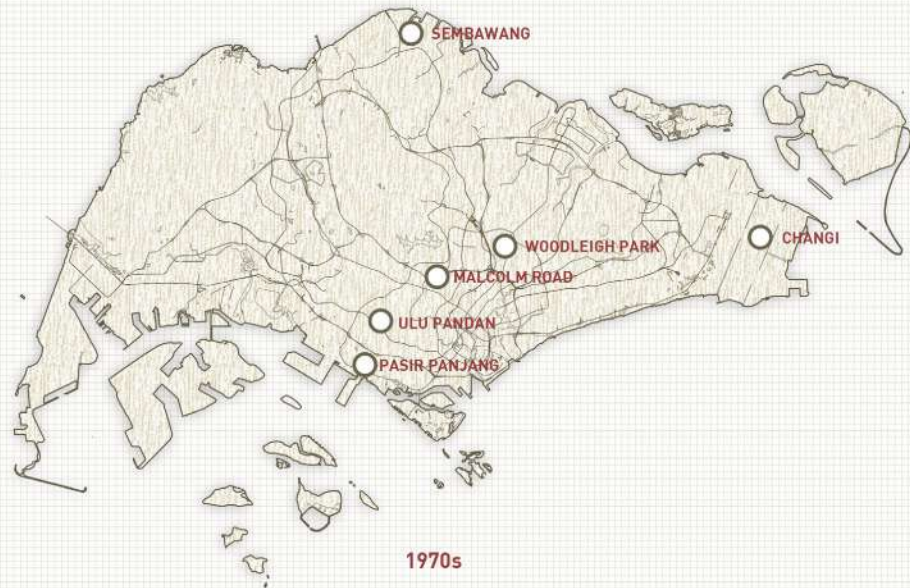 SEMBAWANG
WOODLEIGH PARK
CHANGI
MALCOLM ROAD
ULU PANDAN
PASIR PANJANG
1970s